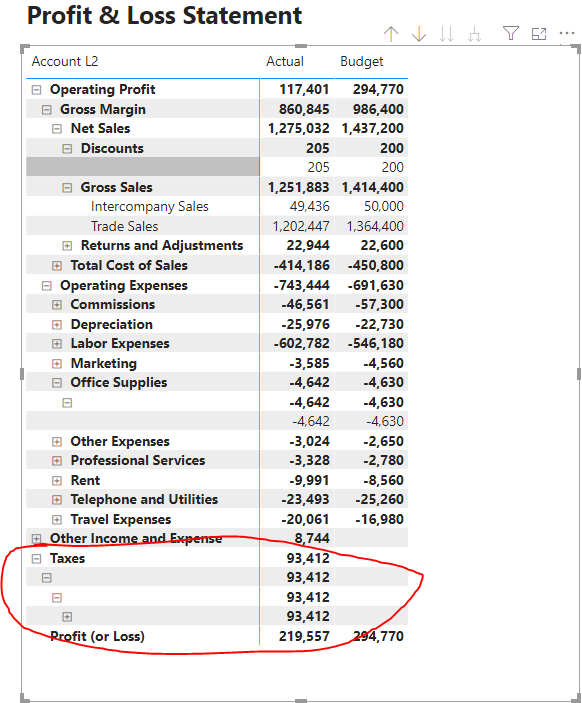 Profit & Loss Statement
Account L2 Actual Budget
Operating Profit 117,401 294,770
Gross Margin 860,845 986,400
Net Sales 1,275,032 1,437,200
Discounts 205 200
205 200
Gross Sales 1,251,883 1,414,400
Intercompany Sales 49,436 50,000
Trade Sales 1,202,447 1,364,400
Returns and Adjustments 22,944 22,600
Total Cost of Sales -414,186 -450,800
Operating Expenses -743,444 -691,630
Commissions -46,561 -57,300
Depreciation -25,976 -22,730
Labor Expenses -602,782 -546,180
Marketing -3,585 -4,560
Office Supplies -4,642 -4,630
-4,642 -4,630
-4,642 -4,630
Other Expenses -3,024 -2,650
Professional Services -3,328 -2,780
Rent -9,991 -8,560
Telephone and Utilities -23,493 -25,260
Travel Expenses -20,061 -16,980
Other Income and Expense 8,744
Taxes 93,412
93,412
93,412
93,412
Profit (or Loss) 219,557 294,770